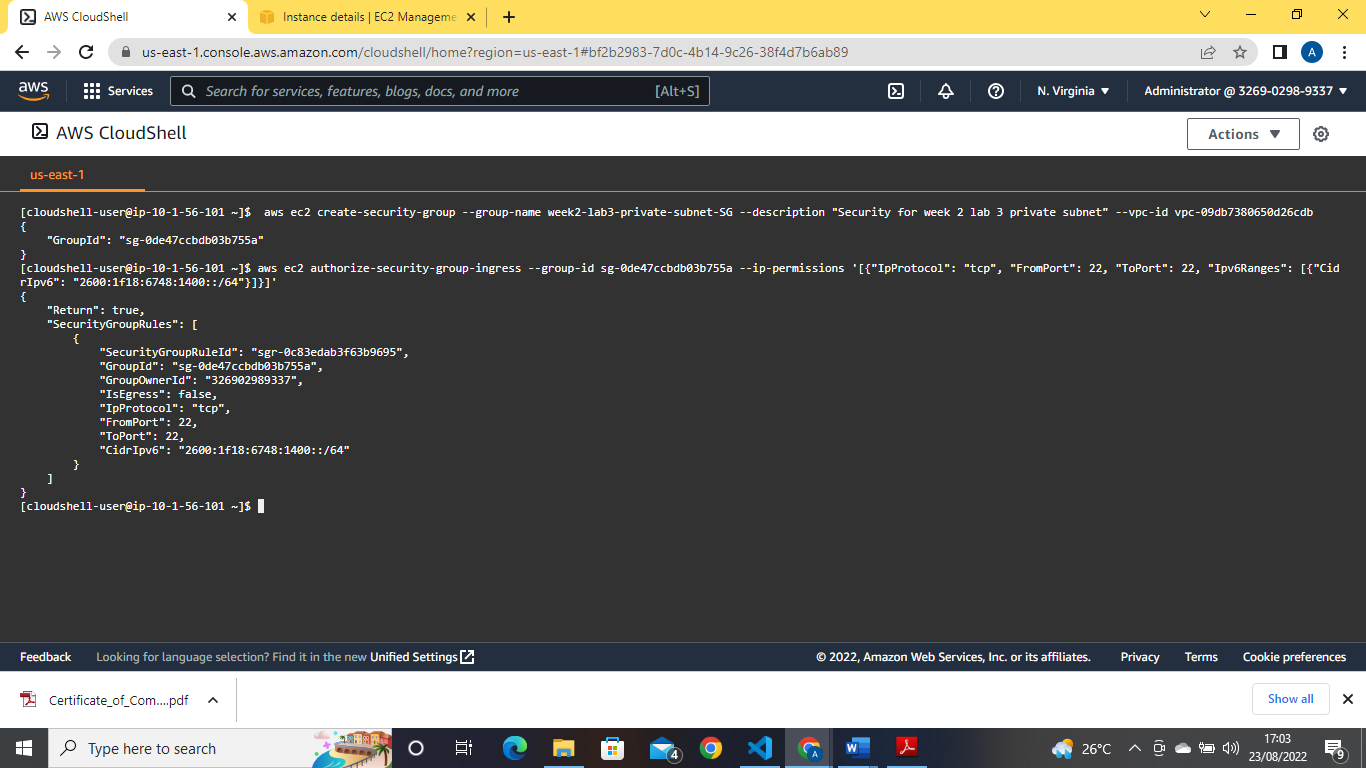 AWS CloudShell
Instance details | EC2 Manageme
us-east-1.console.aws.amazon.com/cloudshell/home?region=us-east-1#bf2b2983-7d0c-4b14-9c26-38f4d7b6ab89
A
aws
Services
Search for services, features, blogs, docs, and more
[Alt+S]
N. Virginia
Administrator @ 3269-0298-9337
AWS CloudShell
Actions
us-east-1
[cloudshell-user@ip-10-1-56-101 ~]$  aws ec2 create-security-group --group-name week2-lab3-private-subnet-SG --description "Security for week 2 lab 3 private subnet" --vpc-id vpc-09db7380650d26cdb
{
    "GroupId": "sg-0de47ccbdb03b755a"
}
[cloudshell-user@ip-10-1-56-101 ~]$ aws ec2 authorize-security-group-ingress --group-id sg-0de47ccbdb03b755a --ip-permissions '[{"IpProtocol": "tcp", "FromPort": 22, "ToPort": 22, "Ipv6Ranges": [{"Cid
rIpv6": "2600:1f18:6748:1400::/64"}]}]'
{
    "Return": true,
    "SecurityGroupRules": [
        {
            "SecurityGroupRuleId": "sgr-0c83edab3f63b9695",
            "GroupId": "sg-0de47ccbdb03b755a",
            "GroupOwnerId": "326902989337",
            "IsEgress": false,
            "IpProtocol": "tcp",
            "FromPort": 22,
            "ToPort": 22,
            "CidrIpv6": "2600:1f18:6748:1400::/64"
        }
    ]
}
[cloudshell-user@ip-10-1-56-101 ~]$
Feedback
Looking for language selection? Find it in the new Unified Settings
© 2022, Amazon Web Services, Inc. or its affiliates.
Privacy
Terms
Cookie preferences
Certificate_of_Com....pdf
Show all
Type here to search
4
A
26°C
17:03
23/08/2022
9